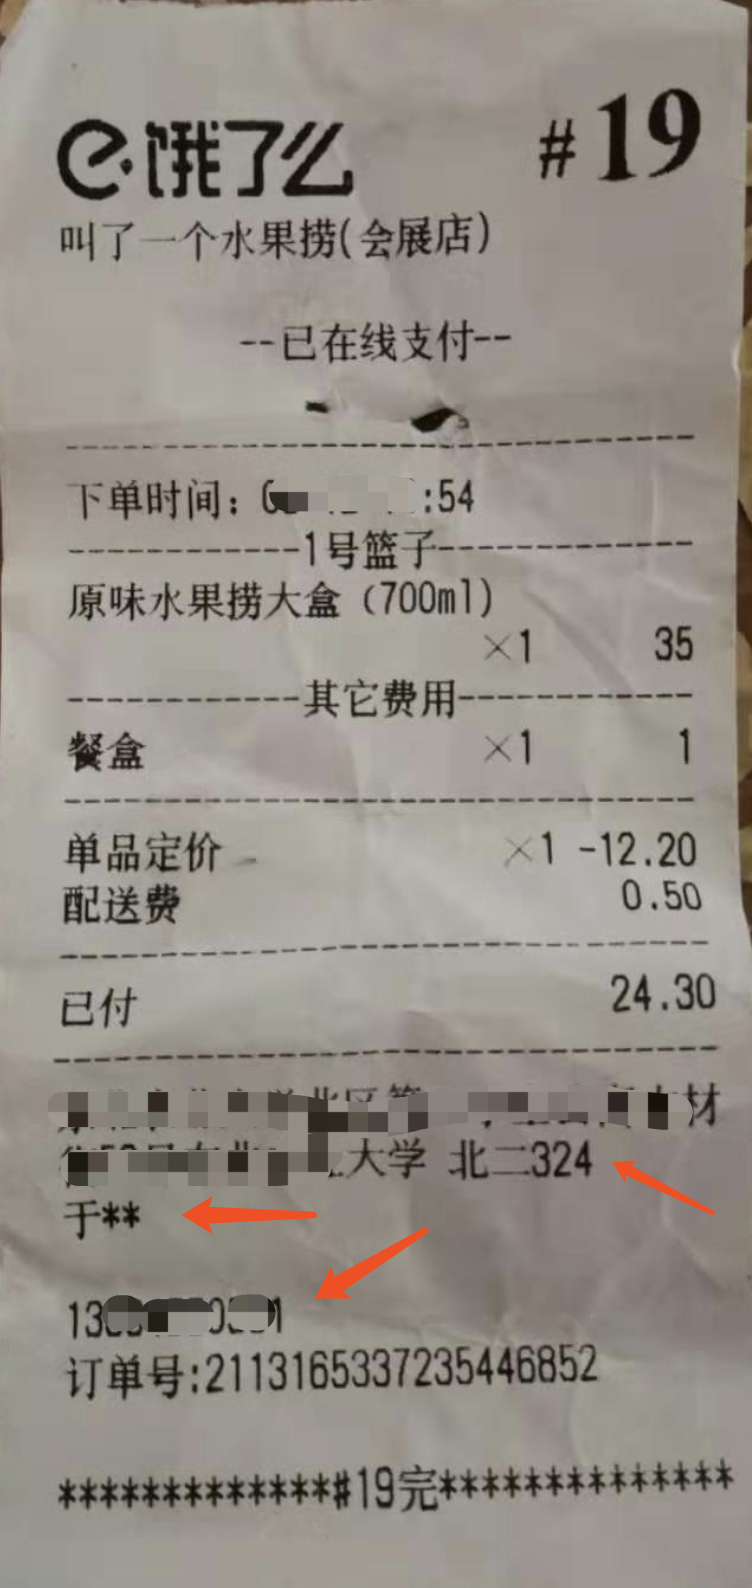 饿了么 #19
叫了一个水果捞(会展店)
--已在线支付--
下单时间: :54
------------1号篮子-------------
原味水果捞大盒（700ml）
×1 35
------------其它费用------------
餐盒 ×1 1
单品定价 ×1 -12.20
配送费 0.50
已付 24.30
材
大学 北二324
于**
13
订单号:2113165337235446852
*************#19完**************